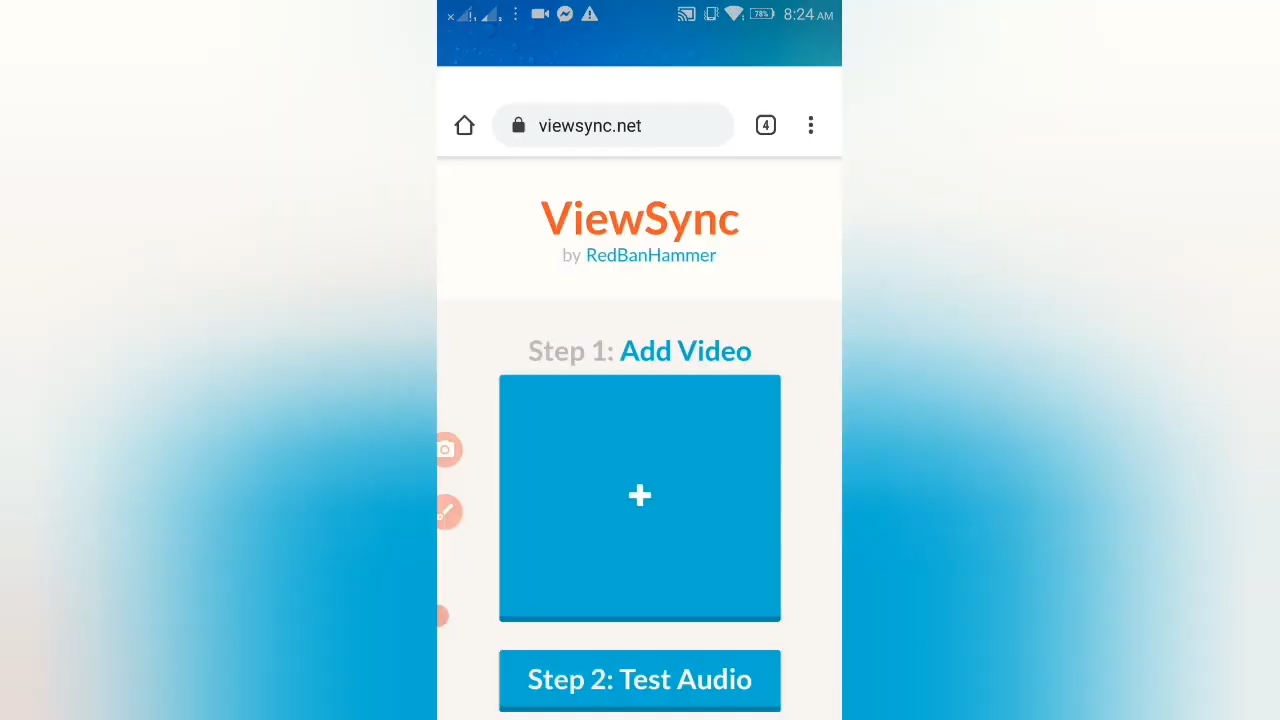 78% 8:24 AM
viewsync.net
4
ViewSync
by RedBanHammer
Step 1: Add Video
Step 2: Test Audio